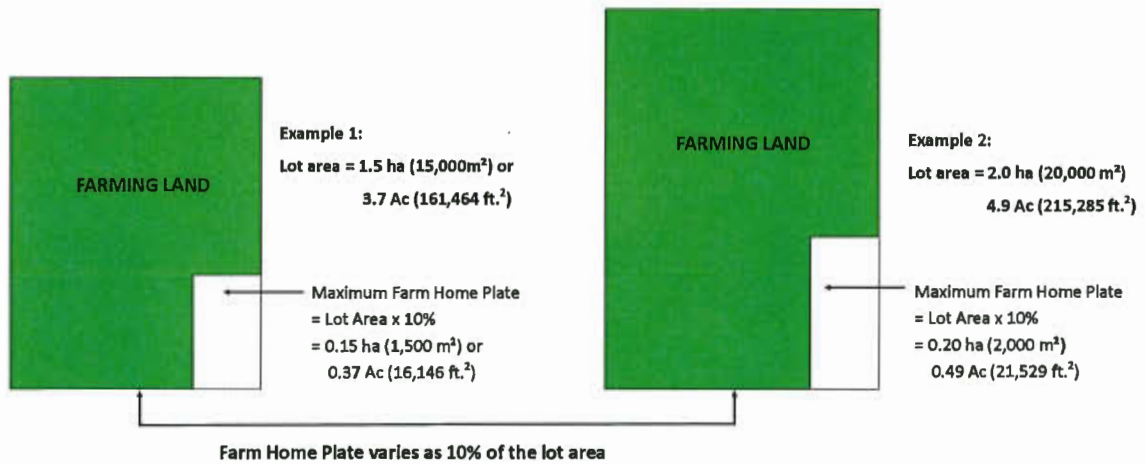 FARMING LAND
Example 1:
Lot area = 1.5 ha (15,000m²) or
3.7 Ac (161,464 ft.²)
Maximum Farm Home Plate
= Lot Area x 10%
= 0.15 ha (1,500 m²) or
0.37 Ac (16,146 ft.²)
FARMING LAND
Example 2:
Lot area = 2.0 ha (20,000 m²)
4.9 Ac (215,285 ft.²)
Maximum Farm Home Plate
= Lot Area x 10%
= 0.20 ha (2,000 m²)
0.49 Ac (21,529 ft.²)
Farm Home Plate varies as 10% of the lot area